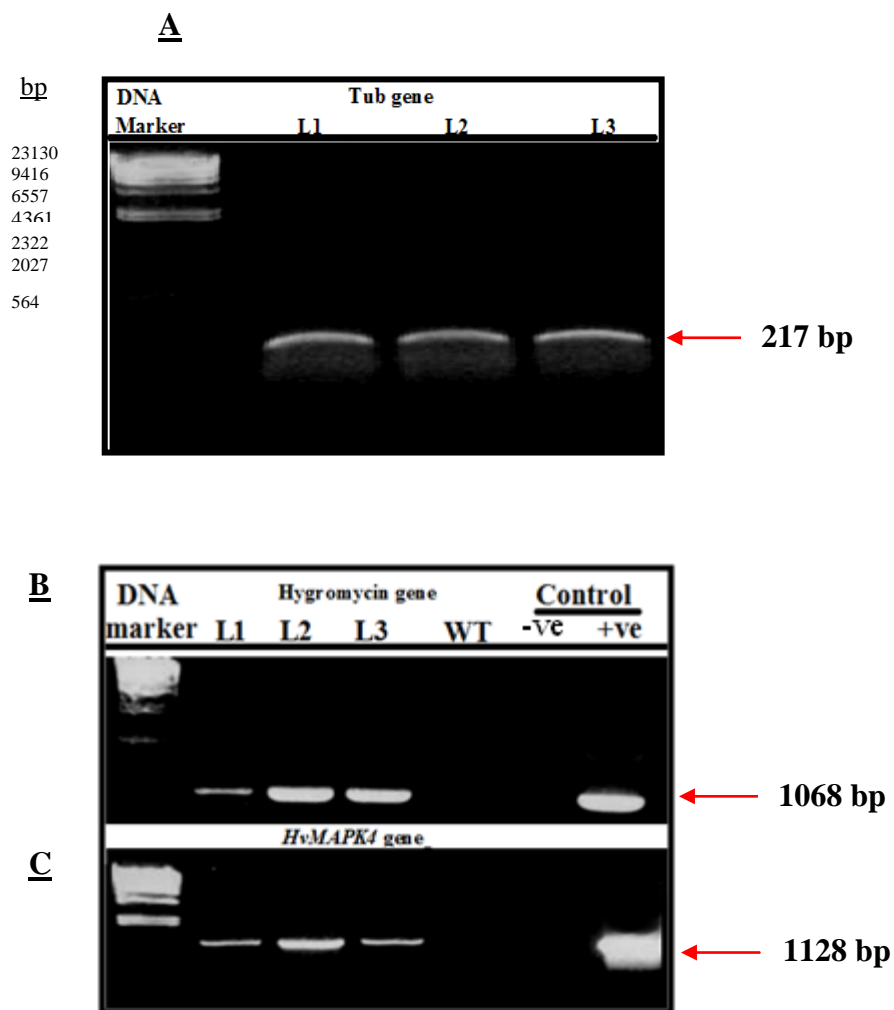 A
bp
DNA Marker
Tub gene
L1 L2 L3
23130
9416
6557
4361
2322
2027
564
217 bp
B
DNA marker
Hygromycin gene
Control
L1 L2 L3 WT -ve +ve
1068 bp
HvMAPK4 gene
C
1128 bp